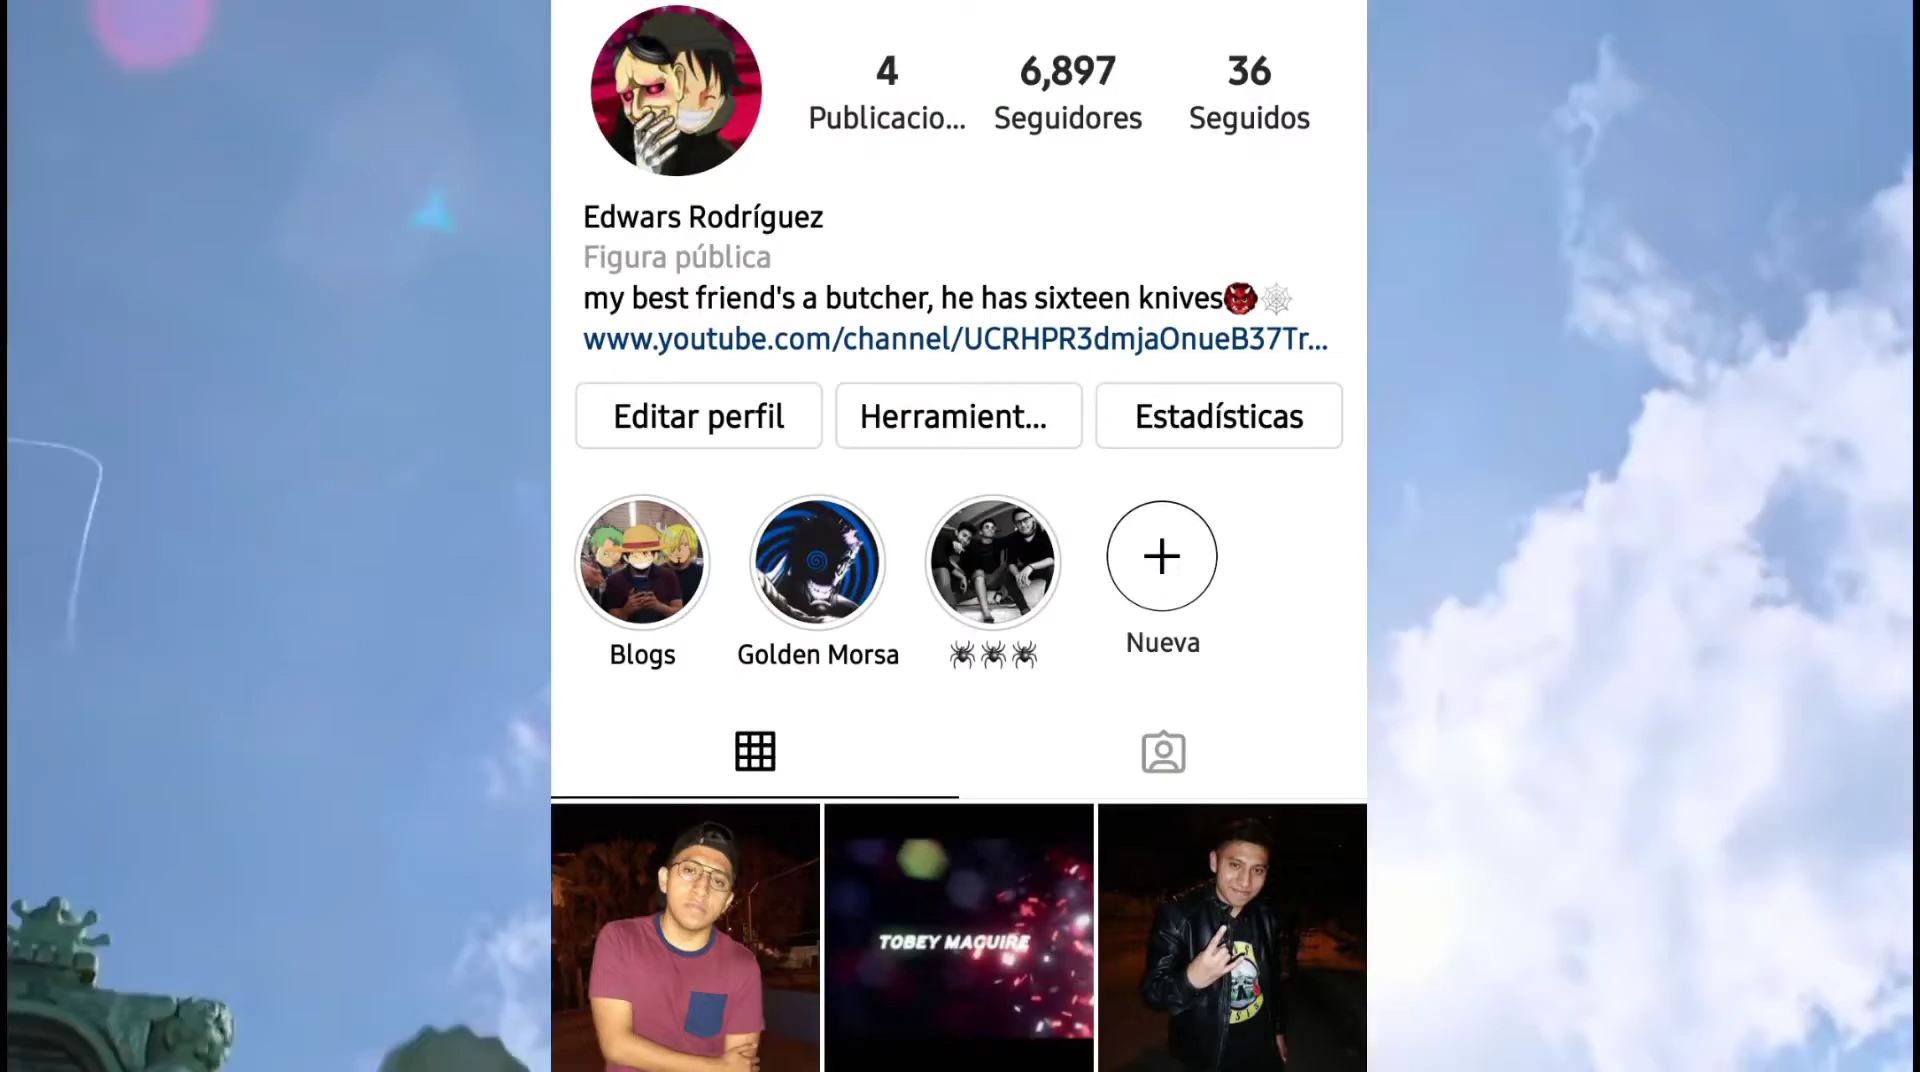 4 6,897 36
Publicacio... Seguidores Seguidos
Edwars Rodríguez
Figura pública
my best friend's a butcher, he has sixteen knives👹🕸️
www.youtube.com/channel/UCRHPR3dmjaOnueB37Tr...
Editar perfil Herramient... Estadísticas
Blogs Golden Morsa 🕷️🕷️🕷️ Nueva
TOBEY MAGUIRE